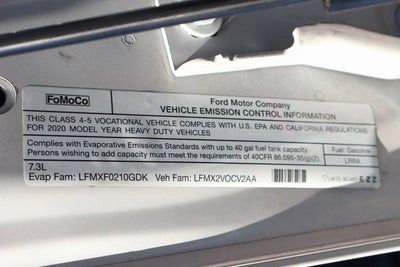 FoMoCo
Ford Motor Company
VEHICLE EMISSION CONTROL INFORMATION
THIS CLASS 4-5 VOCATIONAL VEHICLE COMPLIES WITH U.S. EPA AND CALIFORNIA REGULATIONS
FOR 2020 MODEL YEAR HEAVY DUTY VEHICLES
Complies with Evaporative Emissions Standards with up to 40 gal fuel tank capacity.
Persons wishing to add capacity must meet the requirements of 40CFR 86.095-35(g)(2).
Fuel: Gasoline
LRAA
7.3L
Evap Fam: LFMXF0210GDK Veh Fam: LFMX2VOCV2AA
EZZ